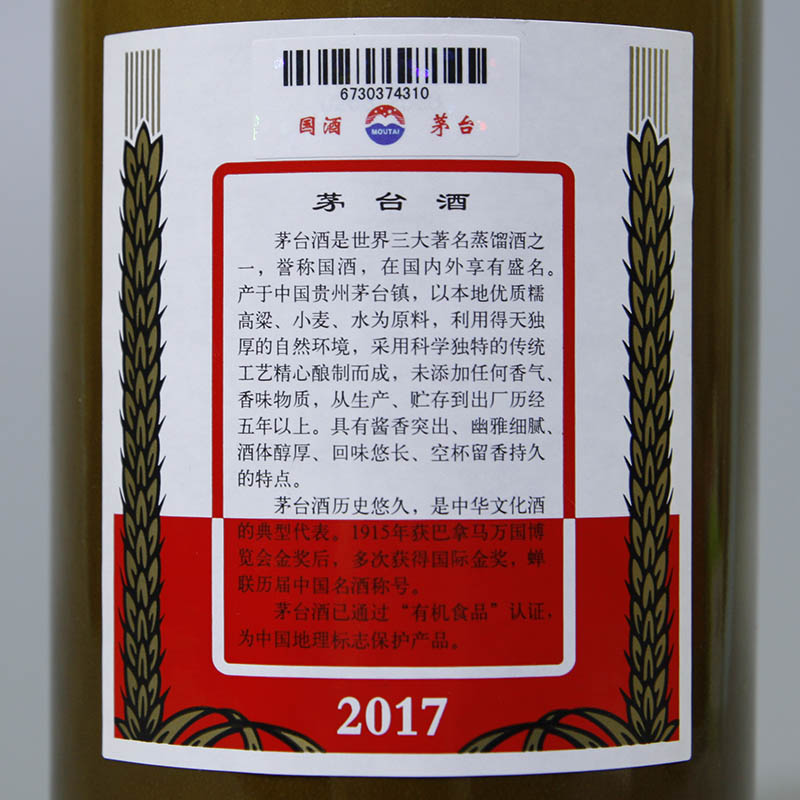 6730374310
国酒 MOUTAI 茅台
茅台酒
茅台酒是世界三大著名蒸馏酒之
一，誉称国酒，在国内外享有盛名。
产于中国贵州茅台镇，以本地优质糯
高粱、小麦、水为原料，利用得天独
厚的自然环境，采用科学独特的传统
工艺精心酿制而成，未添加任何香气、
香味物质，从生产、贮存到出厂历经
五年以上。具有酱香突出、幽雅细腻、
酒体醇厚、回味悠长、空杯留香持久
的特点。
茅台酒历史悠久，是中华文化酒
的典型代表。1915年获巴拿马万国博
览会金奖后，多次获得国际金奖，蝉
联历届中国名酒称号。
茅台酒已通过“有机食品”认证，
为中国地理标志保护产品。
2017